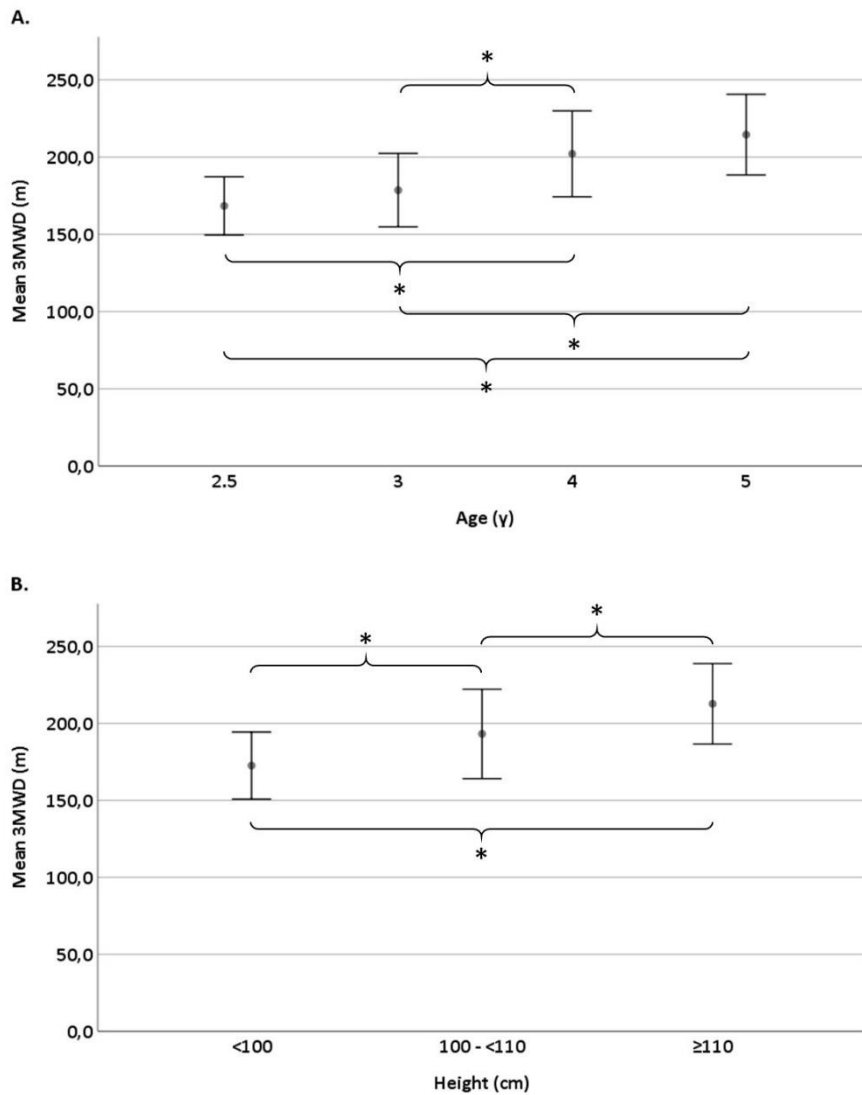 A.
*
250,0
200,0
150,0
100,0
50,0
0,0
Mean 3MWD (m)
*
*
*
2.5 3 4 5
Age (y)
B.
*
*
250,0
200,0
150,0
100,0
50,0
0,0
Mean 3MWD (m)
*
<100 100 - <110 ≥110
Height (cm)